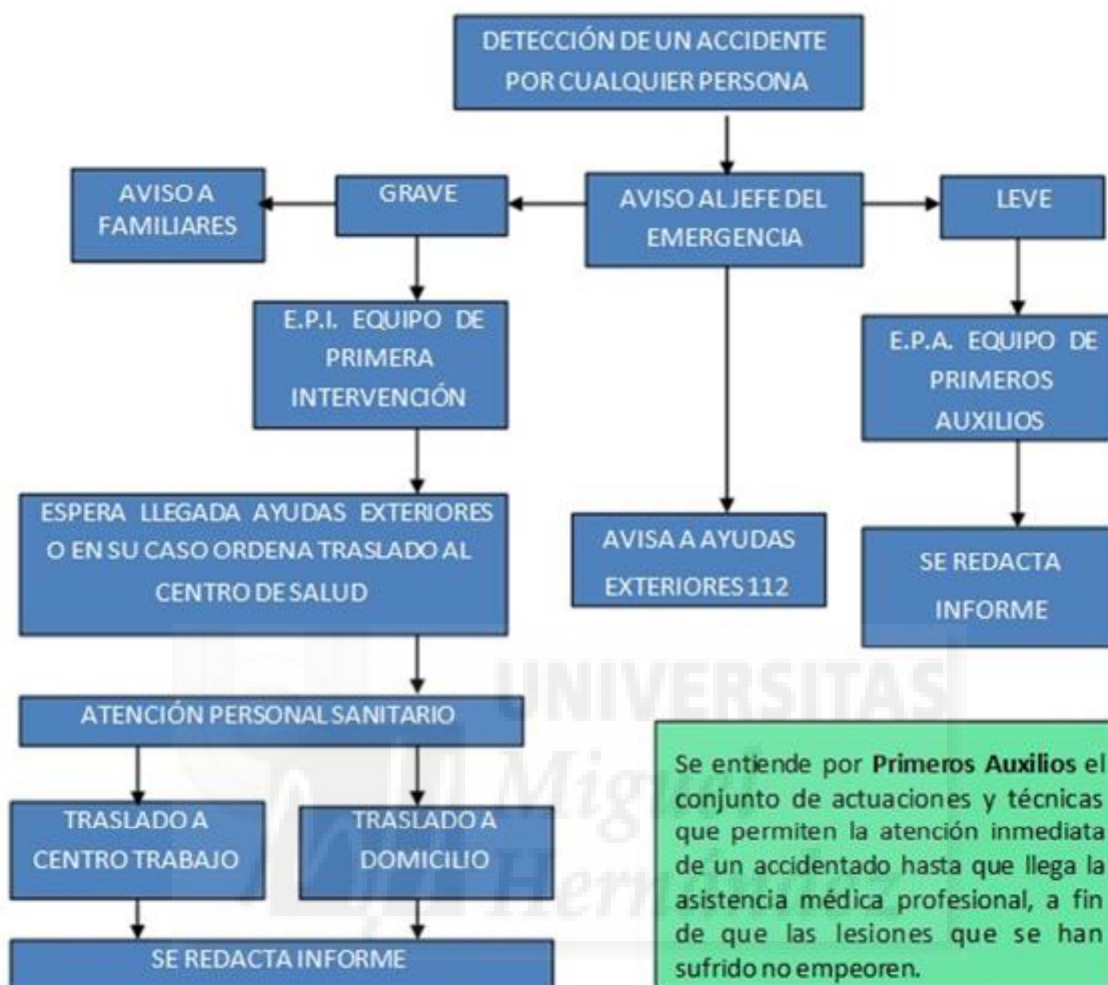 DETECCIÓN DE UN ACCIDENTE
POR CUALQUIER PERSONA
AVISO A
FAMILIARES
GRAVE
AVISO AL JEFE DEL
EMERGENCIA
LEVE
E.P.I. EQUIPO DE
PRIMERA
INTERVENCIÓN
E.P.A. EQUIPO DE
PRIMEROS
AUXILIOS
ESPERA LLEGADA AYUDAS EXTERIORES
O EN SU CASO ORDENA TRASLADO AL
CENTRO DE SALUD
AVISA A AYUDAS
EXTERIORES 112
SE REDACTA
INFORME
ATENCIÓN PERSONAL SANITARIO
TRASLADO A
CENTRO TRABAJO
TRASLADO A
DOMICILIO
SE REDACTA INFORME
Se entiende por Primeros Auxilios el
conjunto de actuaciones y técnicas
que permiten la atención inmediata
de un accidentado hasta que llega la
asistencia médica profesional, a fin
de que las lesiones que se han
sufrido no empeoren.
UNIVERSITAS
Miguel
Hernández